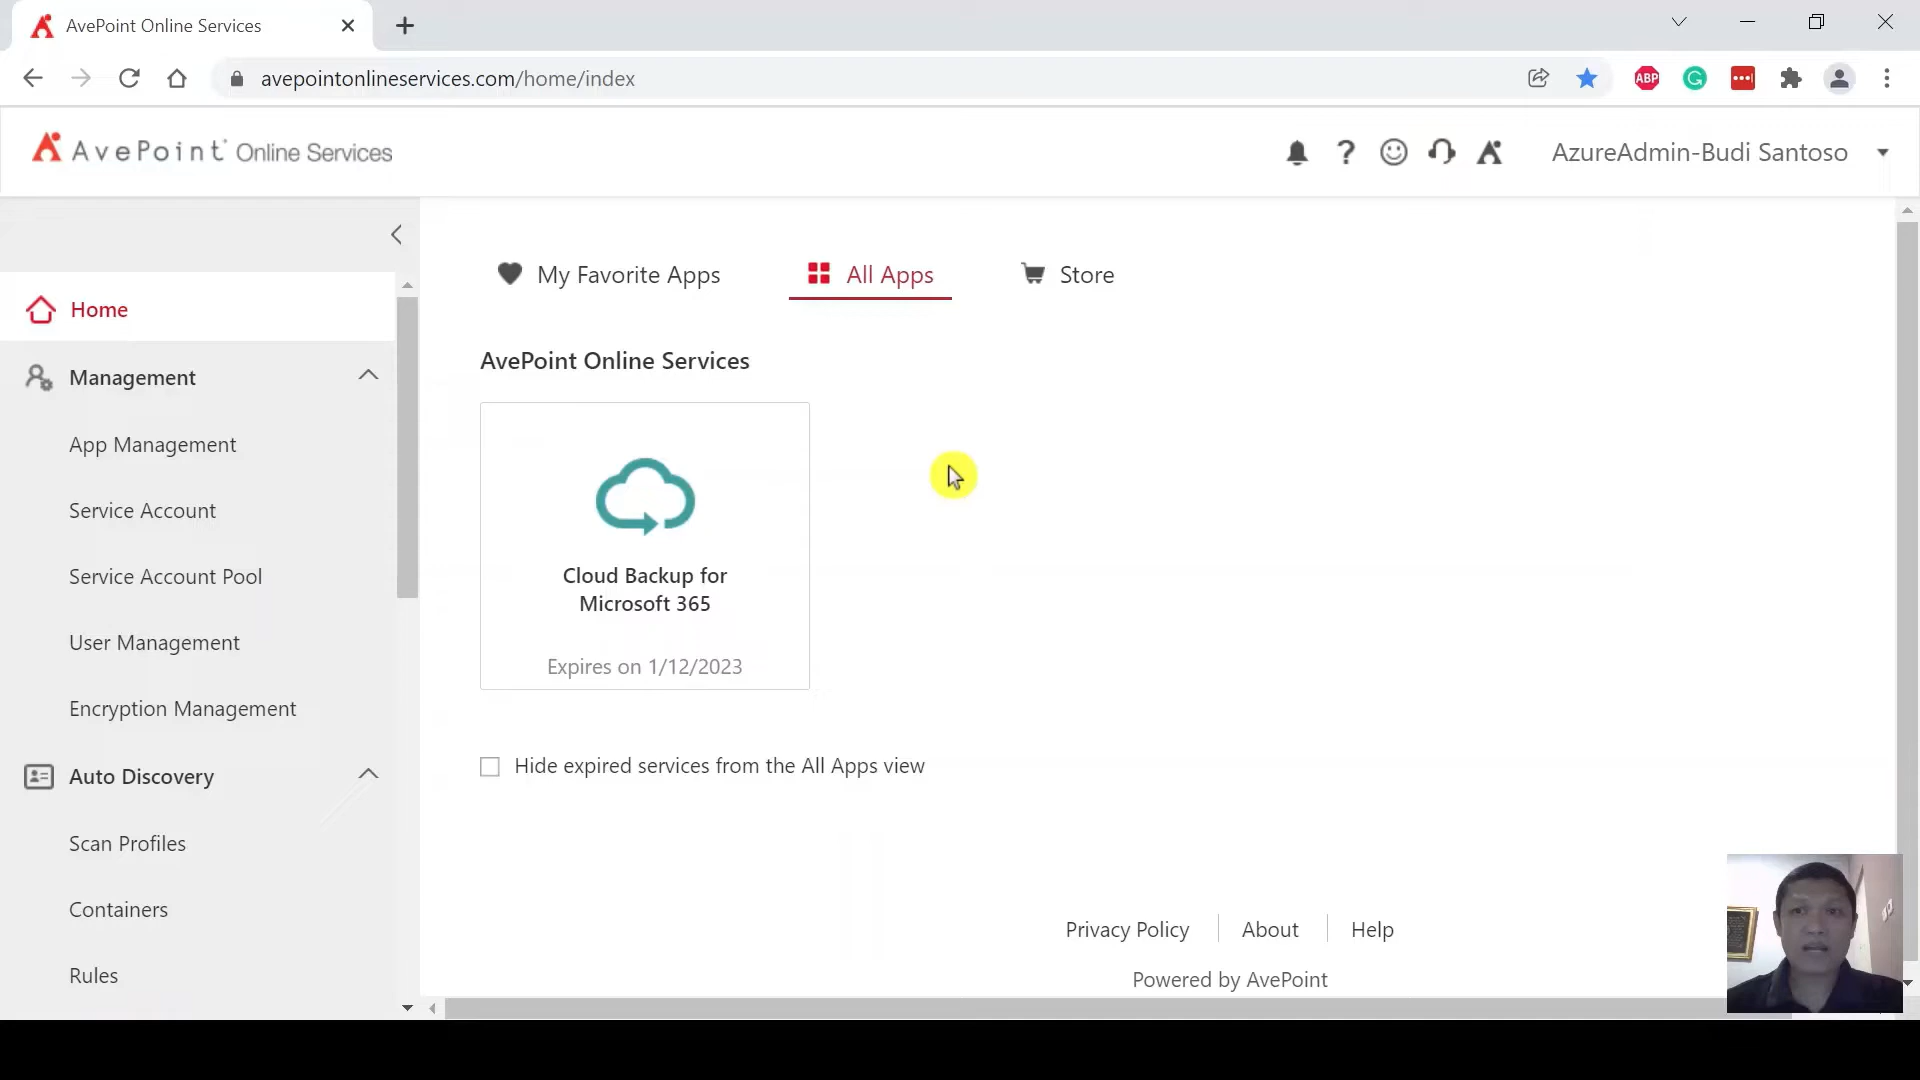 AvePoint Online Services
avepointonlineservices.com/home/index
ABP
AvePoint Online Services
AzureAdmin-Budi Santoso
My Favorite Apps
All Apps
Store
Home
Management
App Management
Service Account
Service Account Pool
User Management
Encryption Management
Auto Discovery
Scan Profiles
Containers
Rules
AvePoint Online Services
Cloud Backup for
Microsoft 365
Expires on 1/12/2023
Hide expired services from the All Apps view
Privacy Policy
About
Help
Powered by AvePoint